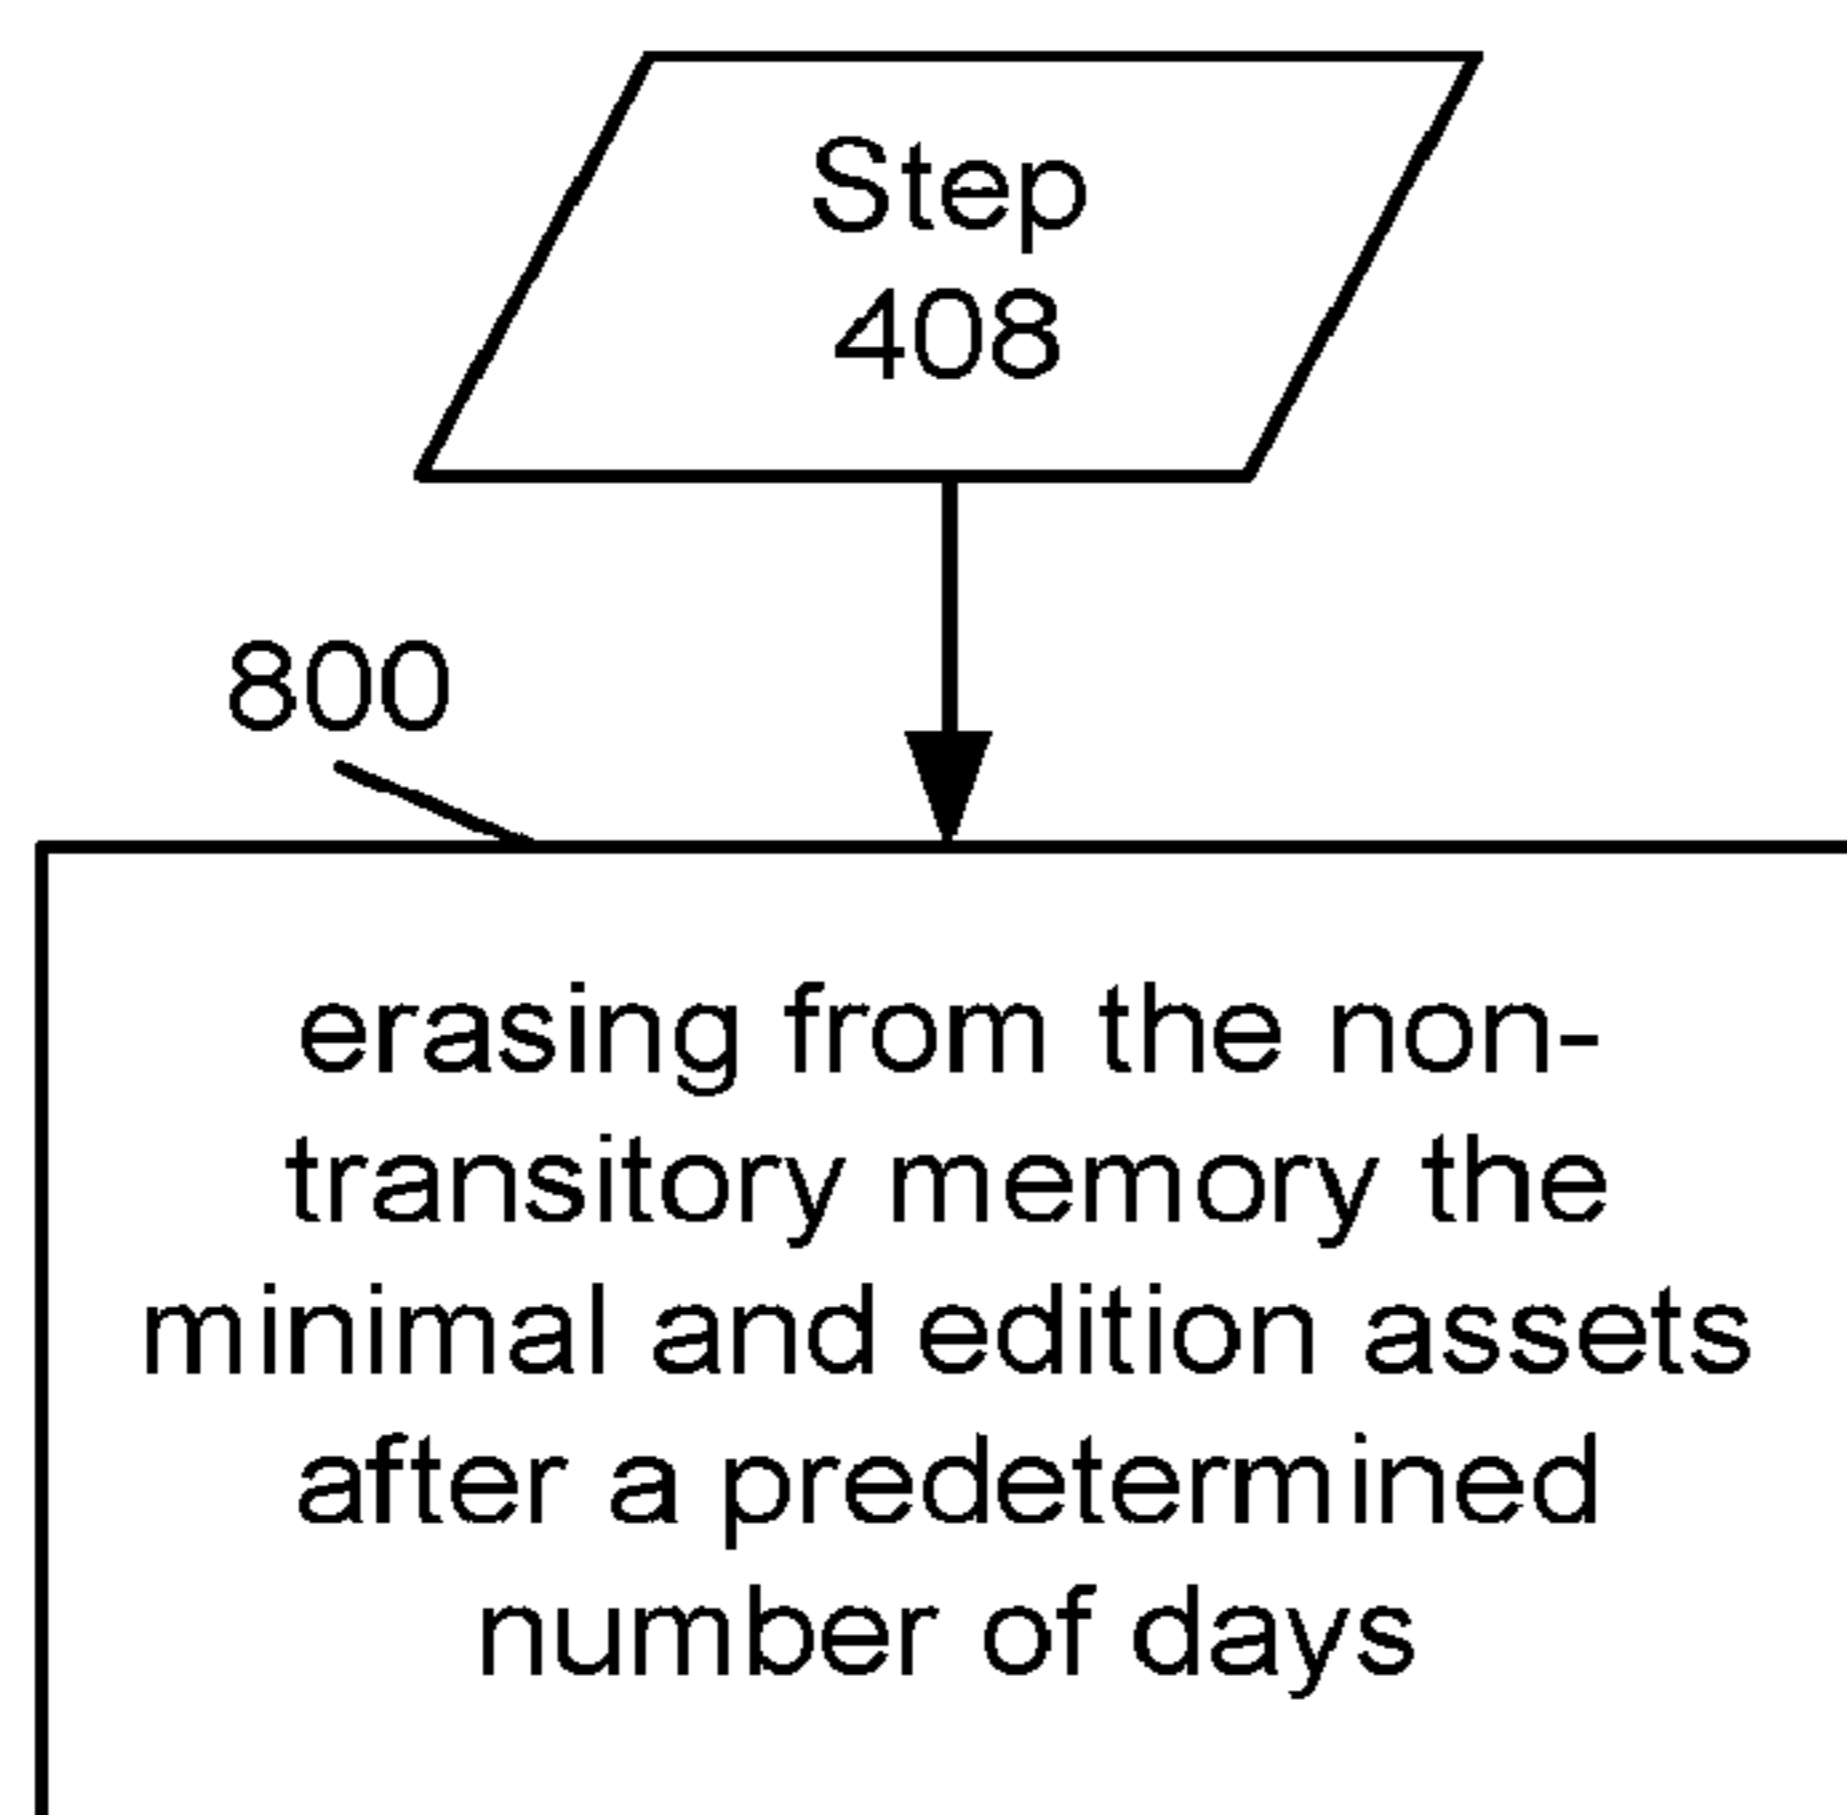 Step
408
800
erasing from the non-
transitory memory the
minimal and edition assets
after a predetermined
number of days